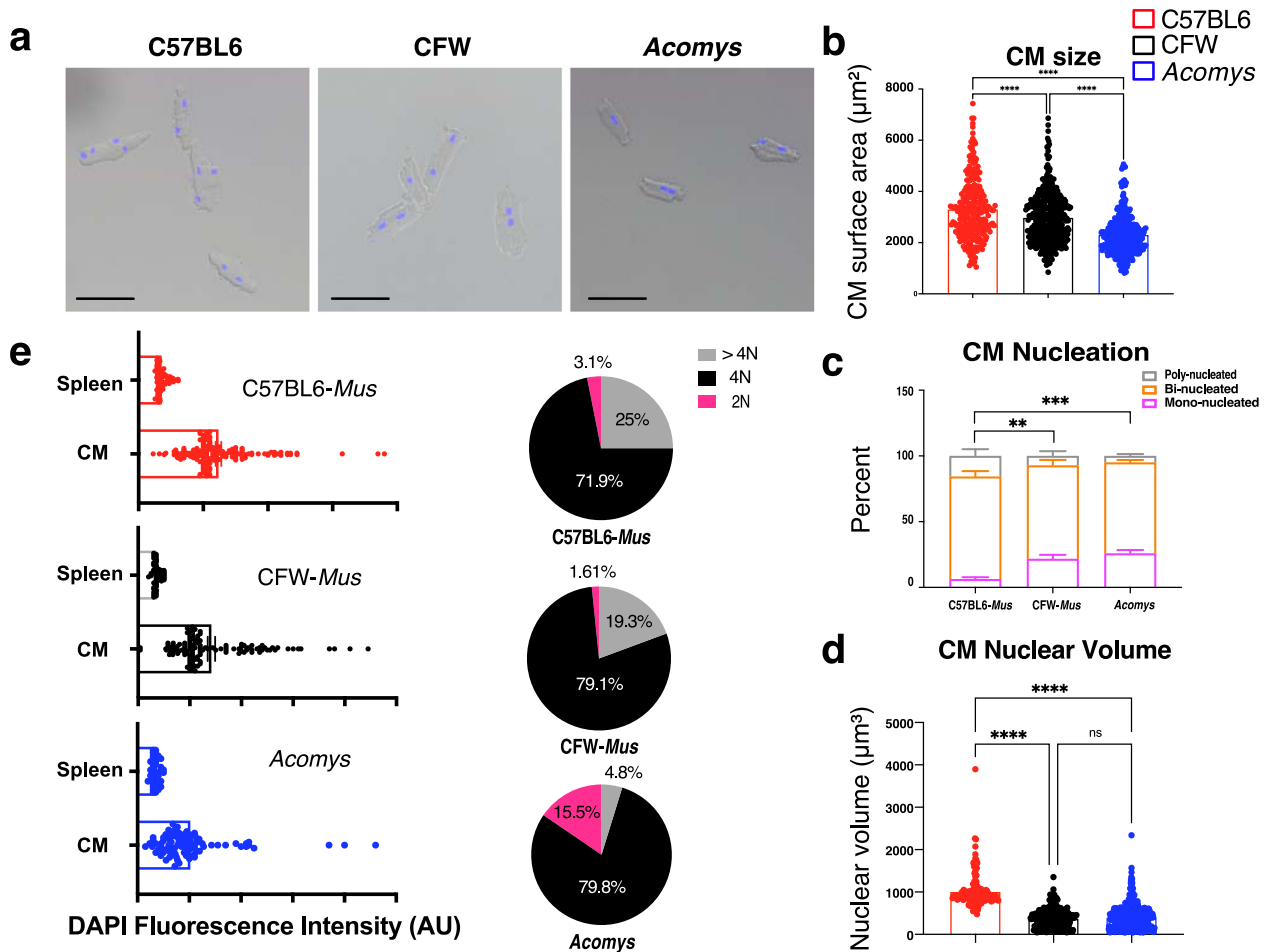 a
C57BL6
CFW
Acomys
b
CM size
C57BL6
CFW
Acomys
****
****
****
CM surface area (µm²)
8000
6000
4000
2000
0
e
Spleen
CM
C57BL6-Mus
Spleen
CM
CFW-Mus
Spleen
CM
Acomys
DAPI Fluorescence Intensity (AU)
> 4N
4N
2N
3.1%
25%
71.9%
C57BL6-Mus
1.61%
19.3%
79.1%
CFW-Mus
4.8%
15.5%
79.8%
Acomys
c
CM Nucleation
Poly-nucleated
Bi-nucleated
Mono-nucleated
***
**
Percent
150
100
50
0
C57BL6-Mus
CFW-Mus
Acomys
d
CM Nuclear Volume
****
****
ns
Nuclear volume (µm³)
5000
4000
3000
2000
1000
0